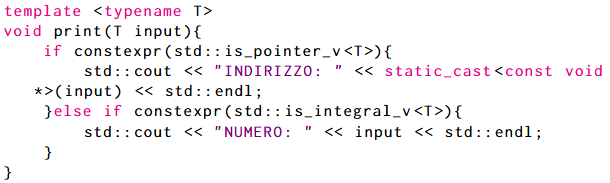 template <typename T>
void print(T input){
    if constexpr(std::is_pointer_v<T>){
        std::cout << "INDIRIZZO: " << static_cast<const void
   *>(input) << std::endl;
    }else if constexpr(std::is_integral_v<T>){
        std::cout << "NUMERO: " << input << std::endl;
    }
}